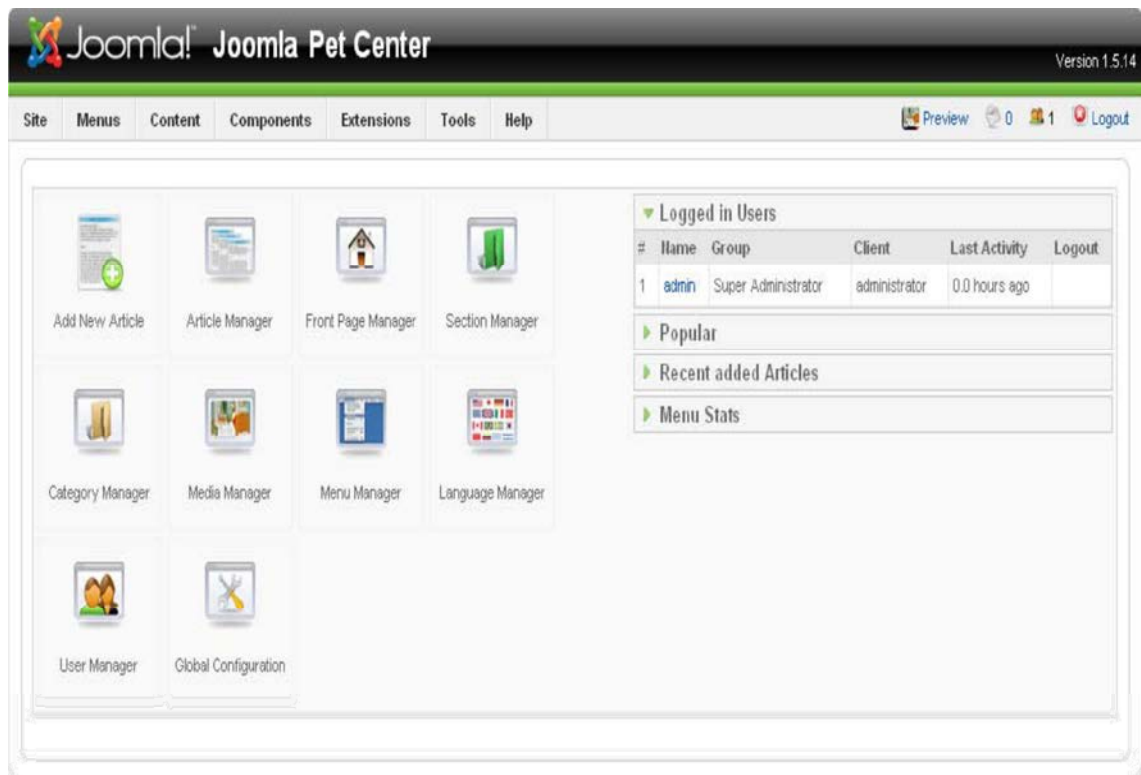 Joomla! Joomla Pet Center
Version 1.5.14
Site Menus Content Components Extensions Tools Help Preview 0 1 Logout
Add New Article Article Manager Front Page Manager Section Manager
Category Manager Media Manager Menu Manager Language Manager
User Manager Global Configuration
Logged in Users
# Name Group Client Last Activity Logout
1 admin Super Administrator administrator 0.0 hours ago
Popular
Recent added Articles
Menu Stats